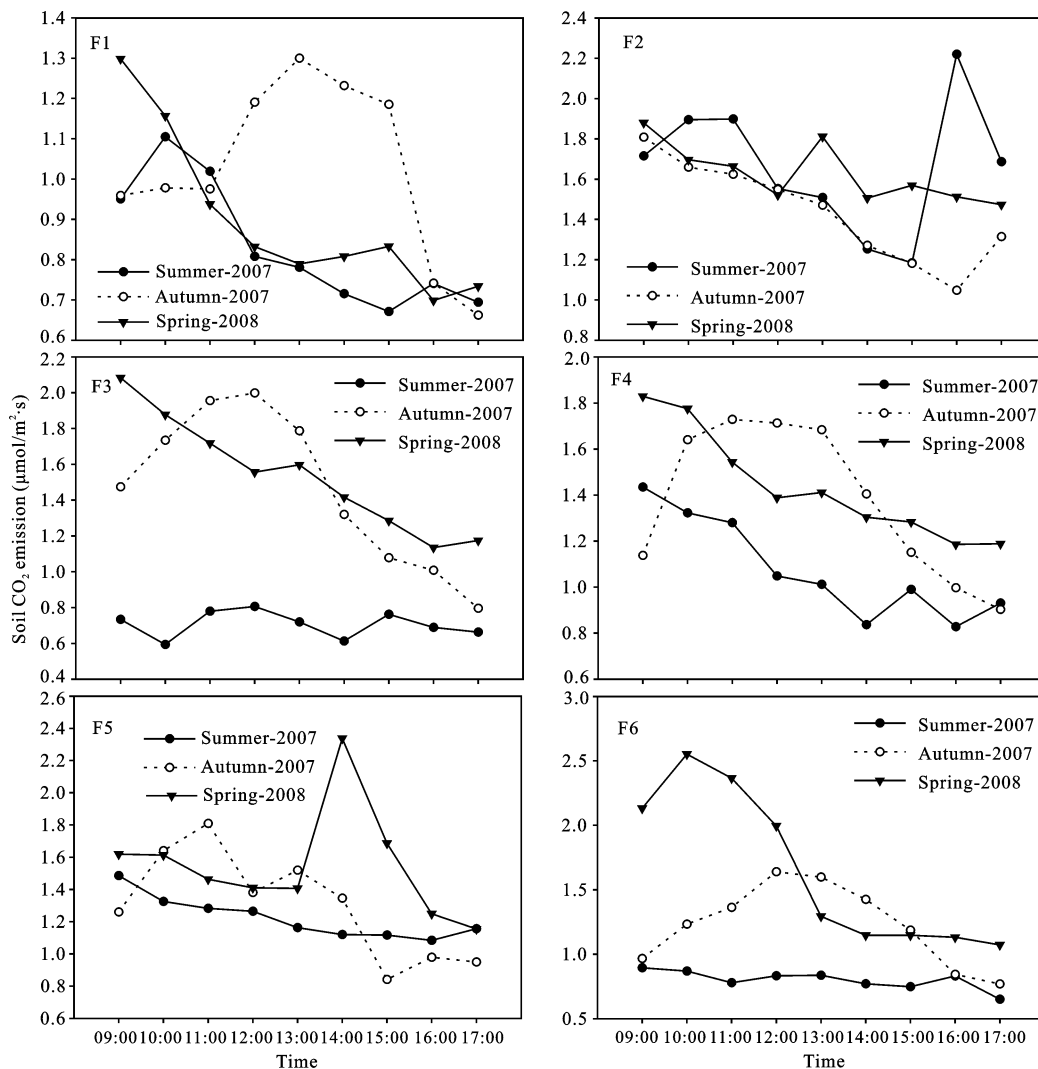 F1
1.4
1.3
1.2
1.1
1.0
0.9
0.8
0.7
0.6
Summer-2007
Autumn-2007
Spring-2008
F2
2.4
2.2
2.0
1.8
1.6
1.4
1.2
1.0
0.8
Summer-2007
Autumn-2007
Spring-2008
Soil CO₂ emission (μmol/m²·s)
F3
2.2
2.0
1.8
1.6
1.4
1.2
1.0
0.8
0.6
0.4
Summer-2007
Autumn-2007
Spring-2008
F4
2.0
1.8
1.6
1.4
1.2
1.0
0.8
0.6
Summer-2007
Autumn-2007
Spring-2008
F5
2.6
2.4
2.2
2.0
1.8
1.6
1.4
1.2
1.0
0.8
0.6
Summer-2007
Autumn-2007
Spring-2008
09:00 10:00 11:00 12:00 13:00 14:00 15:00 16:00 17:00
Time
F6
3.0
2.5
2.0
1.5
1.0
0.5
Summer-2007
Autumn-2007
Spring-2008
09:00 10:00 11:00 12:00 13:00 14:00 15:00 16:00 17:00
Time